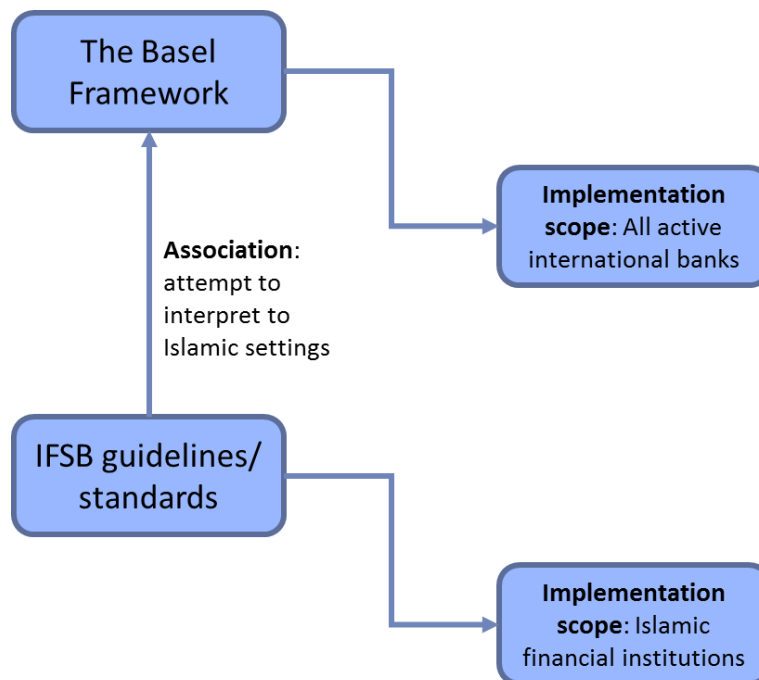 The Basel
Framework
Implementation
scope: All active
international banks
Association:
attempt to
interpret to
Islamic settings
IFSB guidelines/
standards
Implementation
scope: Islamic
financial institutions